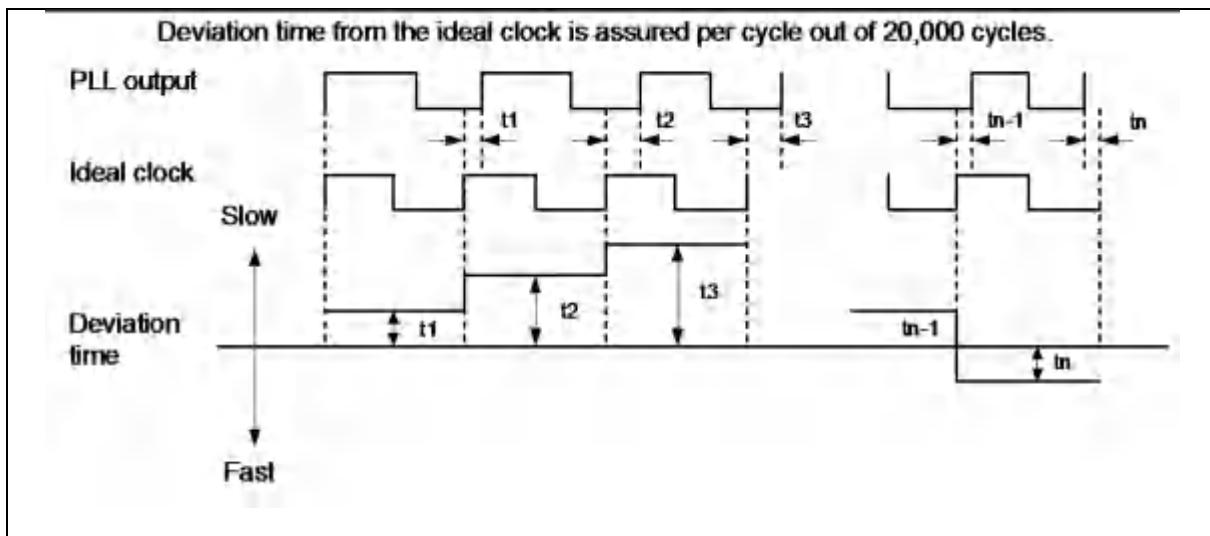 Deviation time from the ideal clock is assured per cycle out of 20,000 cycles.
PLL output
t1
t2
t3
tn-1
tn
Ideal clock
Slow
t1
t2
t3
tn-1
tn
Deviation
time
Fast